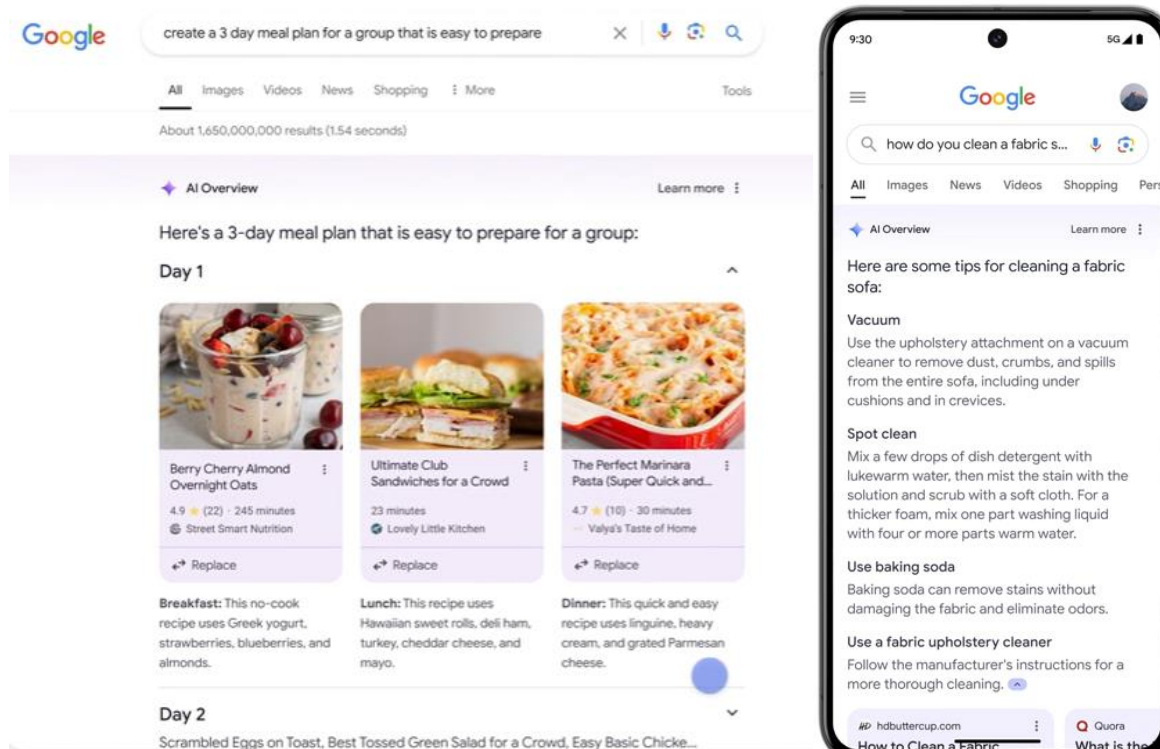 Google
create a 3 day meal plan for a group that is easy to prepare
All Images Videos News Shopping More Tools
About 1,650,000,000 results (1.54 seconds)
AI Overview Learn more
Here's a 3-day meal plan that is easy to prepare for a group:
Day 1
Berry Cherry Almond
Overnight Oats
4.9 (22) · 245 minutes
Street Smart Nutrition
Replace
Breakfast: This no-cook
recipe uses Greek yogurt,
strawberries, blueberries, and
almonds.
Ultimate Club
Sandwiches for a Crowd
23 minutes
Lovely Little Kitchen
Replace
Lunch: This recipe uses
Hawaiian sweet rolls, deli ham,
turkey, cheddar cheese, and
mayo.
The Perfect Marinara
Pasta (Super Quick and...
4.7 (10) · 30 minutes
Valya's Taste of Home
Replace
Dinner: This quick and easy
recipe uses linguine, heavy
cream, and grated Parmesan
cheese.
Day 2
Scrambled Eggs on Toast, Best Tossed Green Salad for a Crowd, Easy Basic Chicke...
9:30 5G
Google
how do you clean a fabric s...
All Images News Videos Shopping Pers
AI Overview Learn more
Here are some tips for cleaning a fabric
sofa:
Vacuum
Use the upholstery attachment on a vacuum
cleaner to remove dust, crumbs, and spills
from the entire sofa, including under
cushions and in crevices.
Spot clean
Mix a few drops of dish detergent with
lukewarm water, then mist the stain with the
solution and scrub with a soft cloth. For a
thicker foam, mix one part washing liquid
with four or more parts warm water.
Use baking soda
Baking soda can remove stains without
damaging the fabric and eliminate odors.
Use a fabric upholstery cleaner
Follow the manufacturer's instructions for a
more thorough cleaning.
hdbuttercup.com
How to Clean a Fabric
Quora
What is the